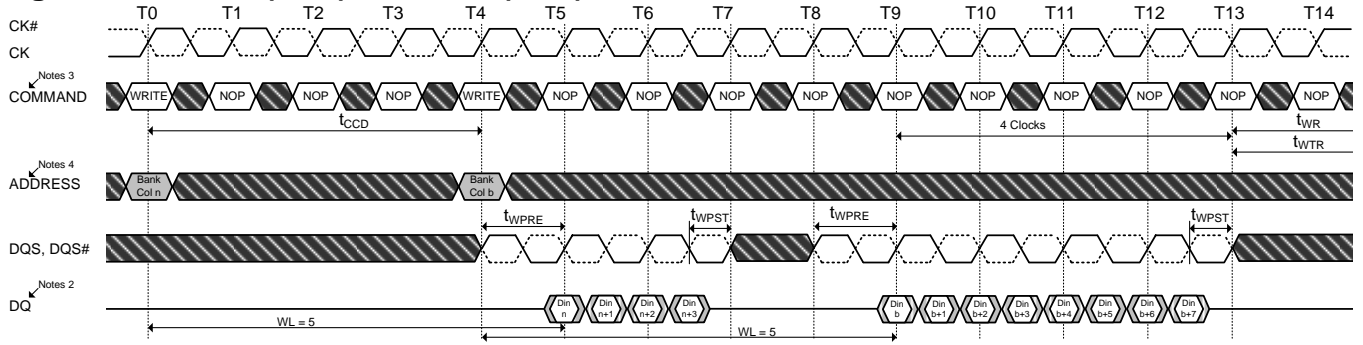 T0 T1 T2 T3 T4 T5 T6 T7 T8 T9 T10 T11 T12 T13 T14
CK#
CK
Notes 3
COMMAND
WRITE NOP NOP NOP WRITE NOP NOP NOP NOP NOP NOP NOP NOP NOP NOP
tCCD
4 Clocks
tWR
tWTR
Notes 4
ADDRESS
Bank Col n
Bank Col b
tWPRE tWPST tWPRE tWPST
DQS, DQS#
Notes 2
DQ
Din n Din n+1 Din n+2 Din n+3 Din b Din b+1 Din b+2 Din b+3 Din b+4 Din b+5 Din b+6 Din b+7
WL = 5
WL = 5